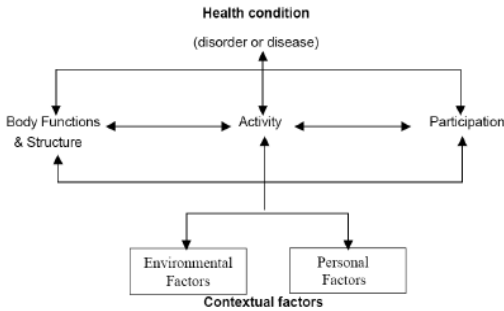 Health condition
(disorder or disease)
Body Functions Activity Participation
& Structure
Environmental Personal
Factors Factors
Contextual factors